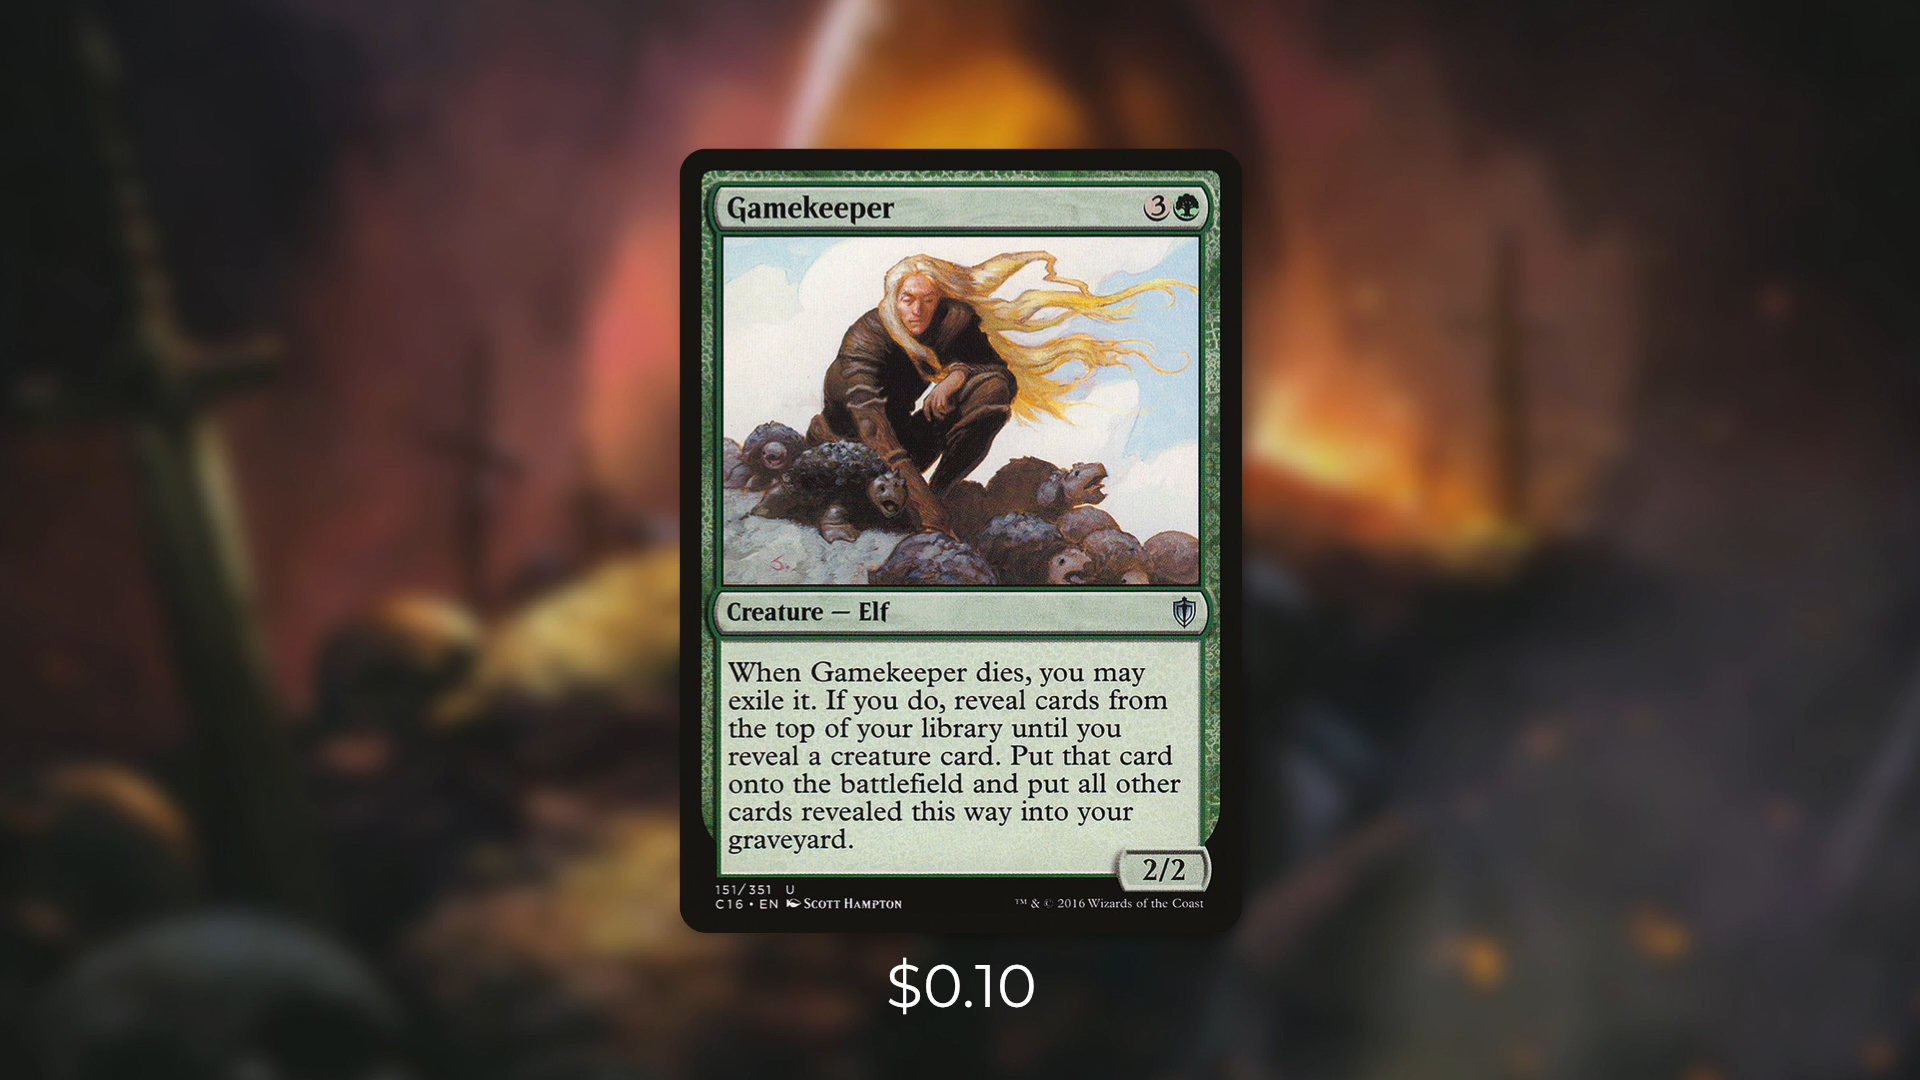 Gamekeeper 3
Creature — Elf
When Gamekeeper dies, you may
exile it. If you do, reveal cards from
the top of your library until you
reveal a creature card. Put that card
onto the battlefield and put all other
cards revealed this way into your
graveyard.
2/2
151/351 U
C16 • EN Scott Hampton
™ & © 2016 Wizards of the Coast
$0.10